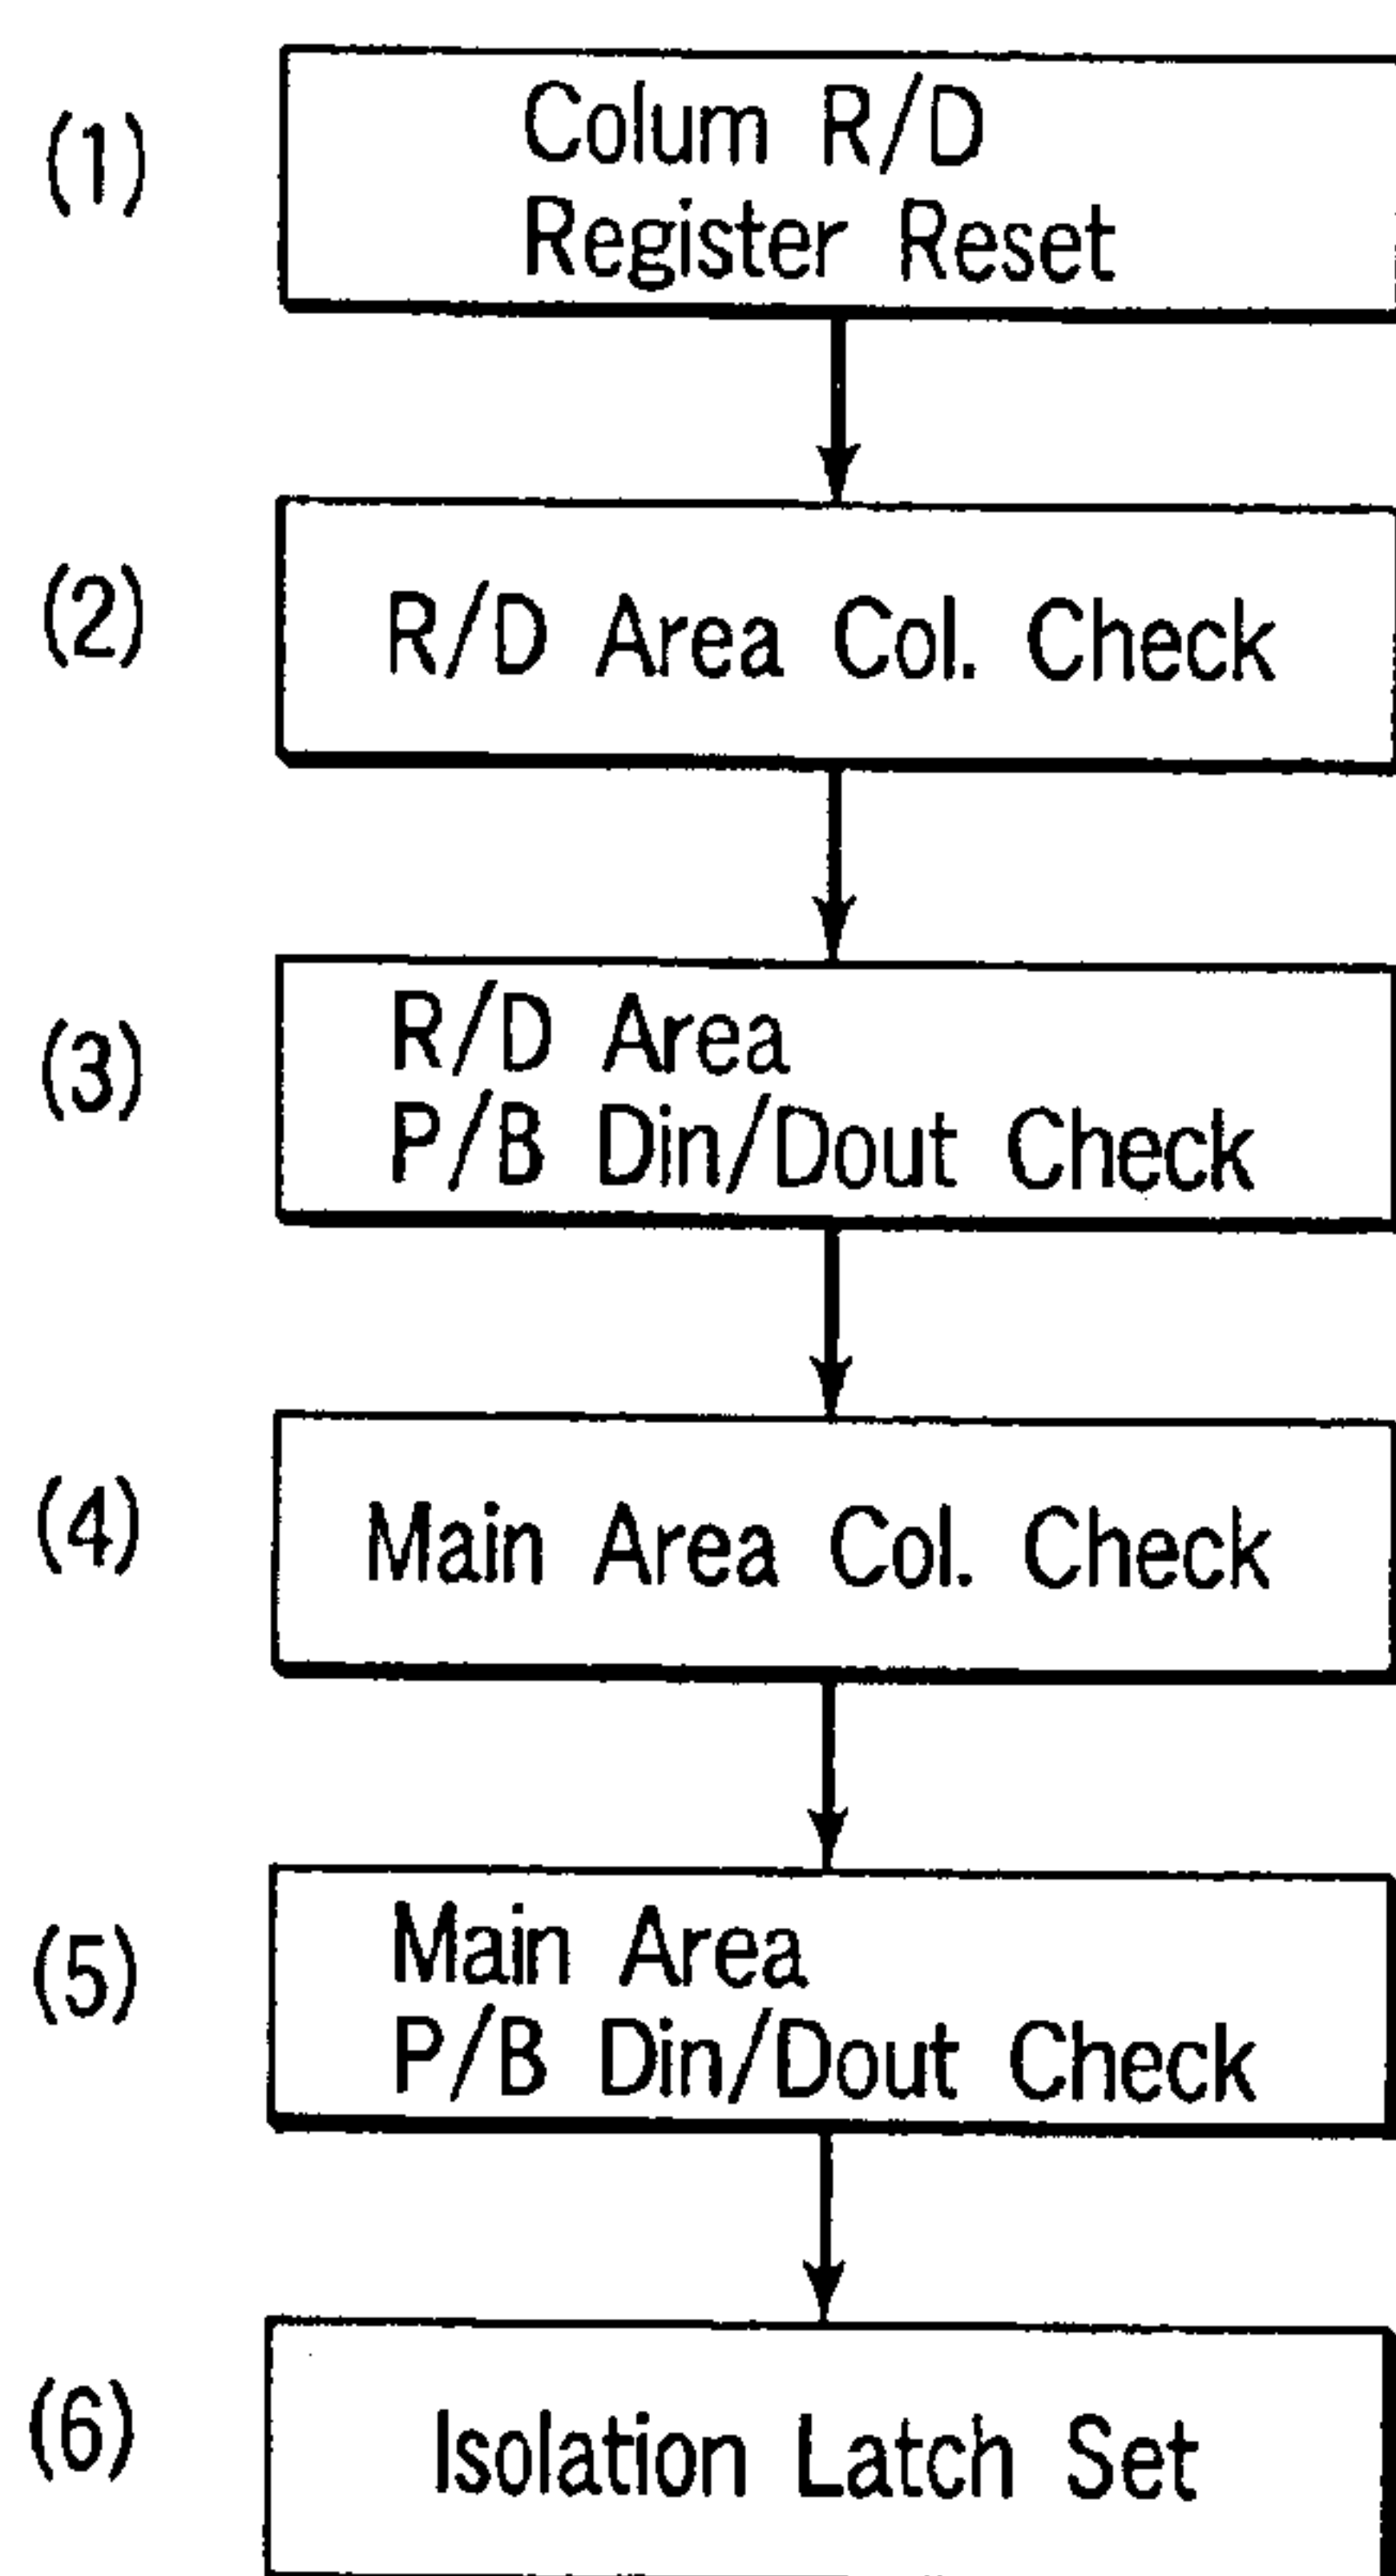 (1)
Colum R/D
Register Reset
(2)
R/D Area Col. Check
(3)
R/D Area
P/B Din/Dout Check
(4)
Main Area Col. Check
(5)
Main Area
P/B Din/Dout Check
(6)
Isolation Latch Set